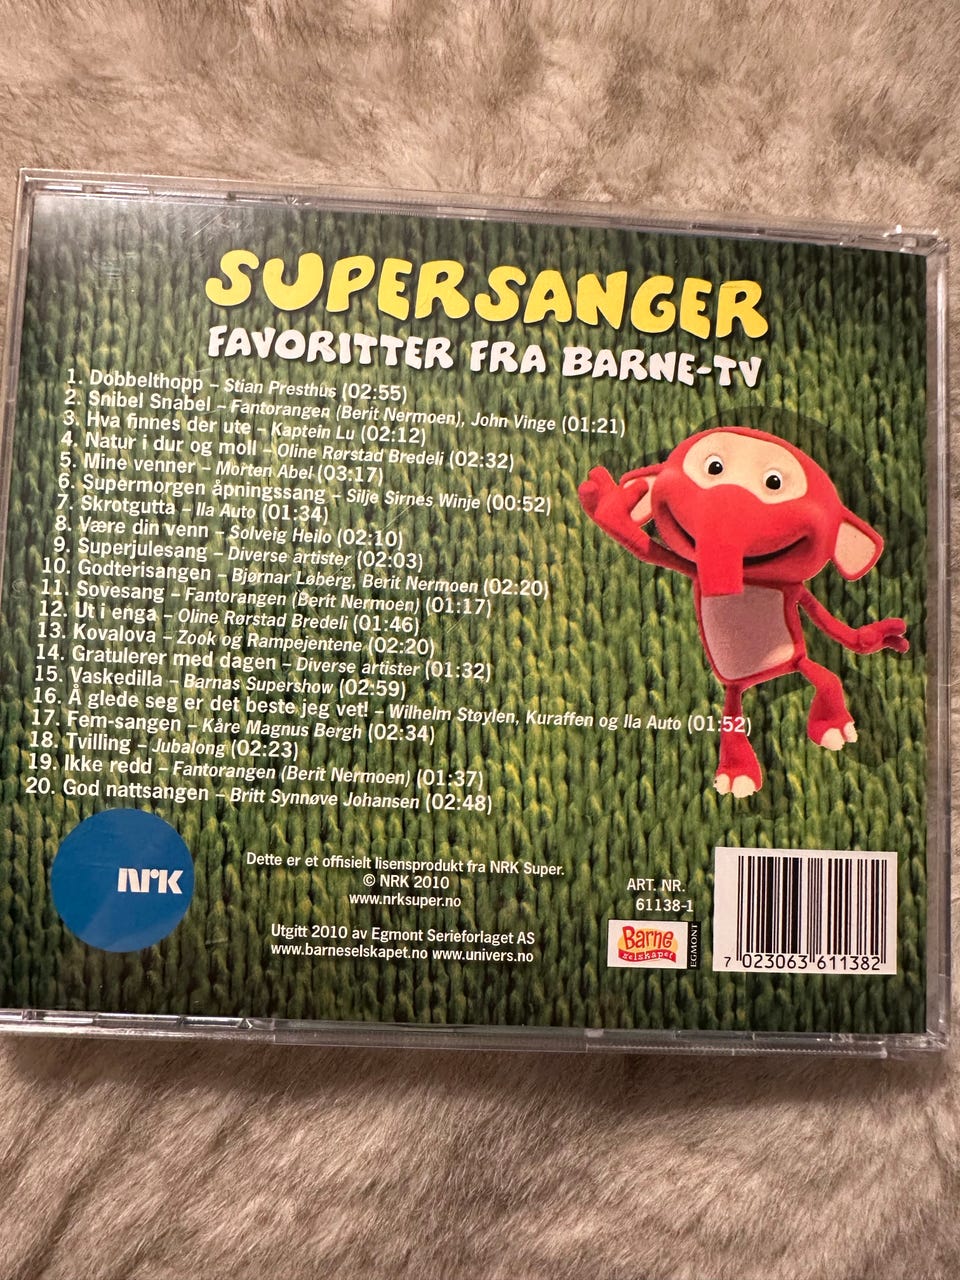 SUPERSANGER
FAVORITTER FRA BARNE-TV
1. Dobbelthopp – Stian Presthus (02:55)
2. Snibel Snabel – Fantorangen (Berit Nermoen), John Vinge (01:21)
3. Hva finnes der ute – Kaptein Lu (02:12)
4. Natur i dur og moll – Oline Rørstad Bredeli (02:32)
5. Mine venner – Morten Abel (03:17)
6. Supermorgen åpningssang – Silje Sirnes Winje (00:52)
7. Skrotgutta – Ila Auto (01:34)
8. Være din venn – Solveig Heilo (02:10)
9. Superjulesang – Diverse artister (02:03)
10. Godterisangen – Bjørnar Løberg, Berit Nermoen (02:20)
11. Sovesang – Fantorangen (Berit Nermoen) (01:17)
12. Ut i enga – Oline Rørstad Bredeli (01:46)
13. Kovalova – Zook og Rampejentene (02:20)
14. Gratulerer med dagen – Diverse artister (01:32)
15. Vaskedilla – Barnas Supershow (02:59)
16. Å glede seg er det beste jeg vet! – Wilhelm Støylen, Kuraffen og Ila Auto (01:52)
17. Fem-sangen – Kåre Magnus Bergh (02:34)
18. Tvilling – Jubalong (02:23)
19. Ikke redd – Fantorangen (Berit Nermoen) (01:37)
20. God nattsangen – Britt Synnøve Johansen (02:48)
NRK
Dette er et offisielt lisensprodukt fra NRK Super.
© NRK 2010
www.nrksuper.no
Utgitt 2010 av Egmont Serieforlaget AS
www.barneselskapet.no www.univers.no
ART. NR.
61138-1
Barne
selskapet
EGMONT
7 023063 611382